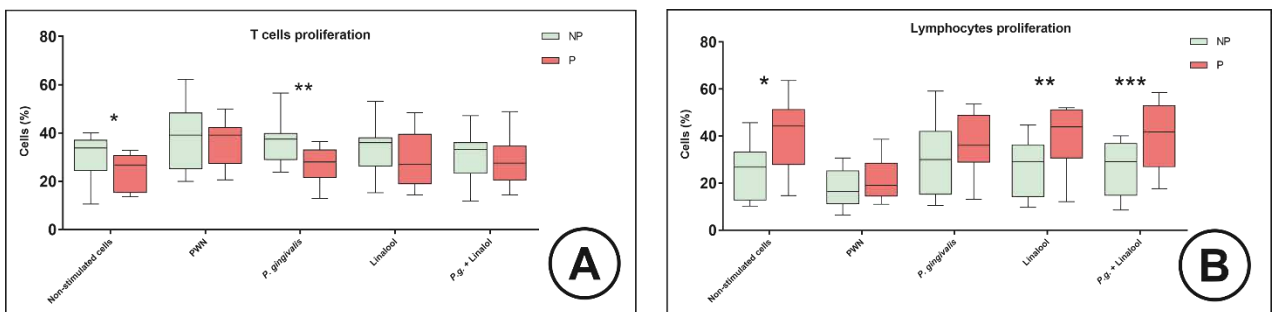 T cells proliferation
NP
P
80
60
40
20
0
Cells (%)
*
**
Non-stimulated cells
PWN
P. gingivalis
Linalool
P.g. + Linalol
A
Lymphocytes proliferation
NP
P
80
60
40
20
0
Cells (%)
*
**
***
Non-stimulated cells
PWN
P. gingivalis
Linalool
P.g. + Linalool
B